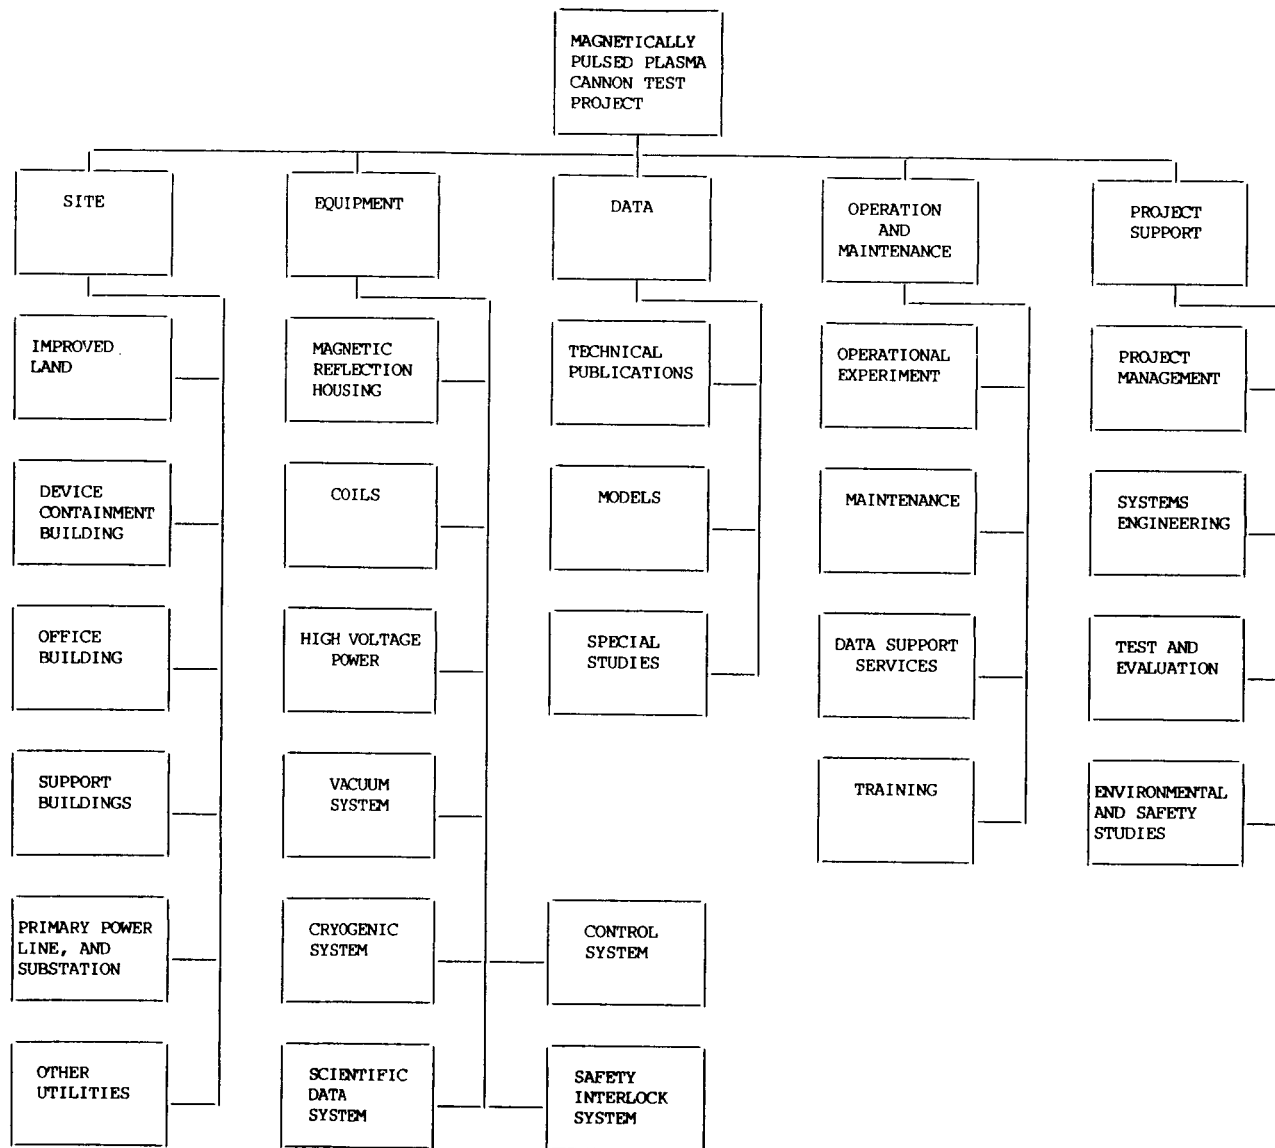 MAGNETICALLY
PULSED PLASMA
CANNON TEST
PROJECT
SITE
EQUIPMENT
DATA
OPERATION
AND
MAINTENANCE
PROJECT
SUPPORT
IMPROVED
LAND
DEVICE
CONTAINMENT
BUILDING
OFFICE
BUILDING
SUPPORT
BUILDINGS
PRIMARY POWER
LINE, AND
SUBSTATION
OTHER
UTILITIES
MAGNETIC
REFLECTION
HOUSING
COILS
HIGH VOLTAGE
POWER
VACUUM
SYSTEM
CRYOGENIC
SYSTEM
SCIENTIFIC
DATA
SYSTEM
CONTROL
SYSTEM
SAFETY
INTERLOCK
SYSTEM
TECHNICAL
PUBLICATIONS
MODELS
SPECIAL
STUDIES
OPERATIONAL
EXPERIMENT
MAINTENANCE
DATA SUPPORT
SERVICES
TRAINING
PROJECT
MANAGEMENT
SYSTEMS
ENGINEERING
TEST AND
EVALUATION
ENVIRONMENTAL
AND SAFETY
STUDIES